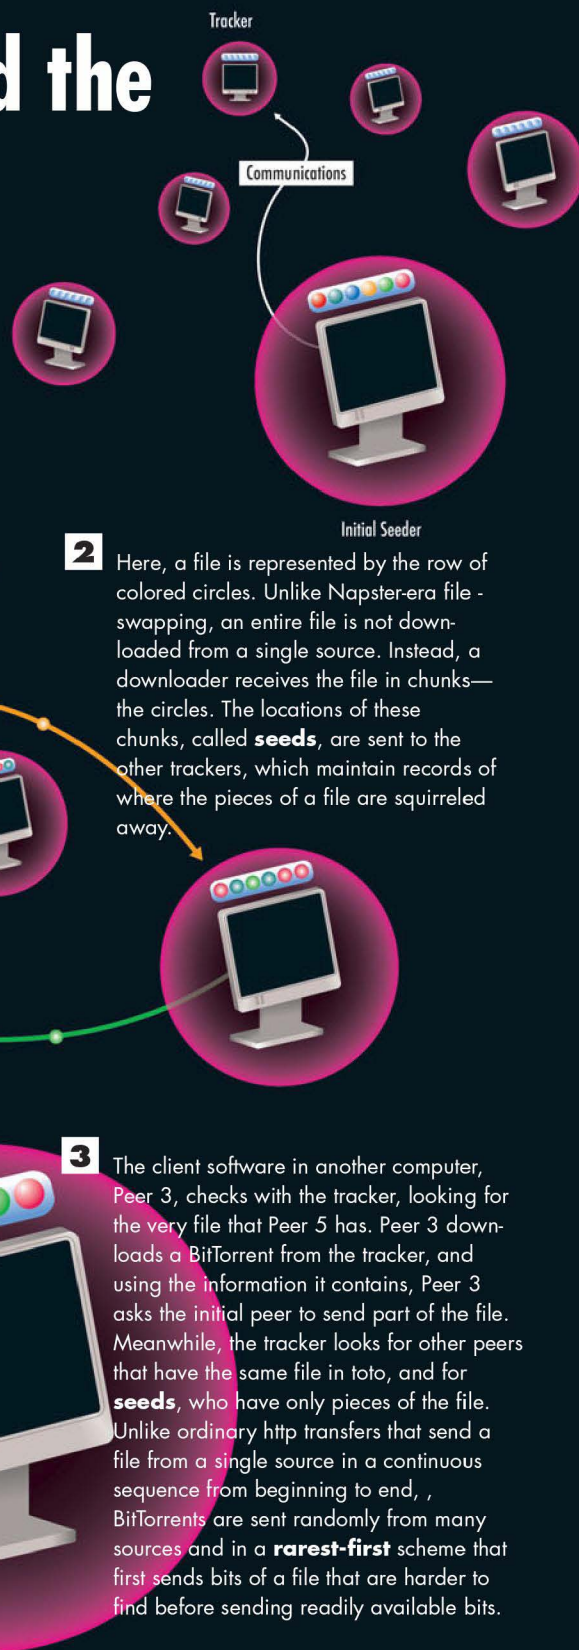 d the
Tracker
Communications
Initial Seeder
2
Here, a file is represented by the row of
colored circles. Unlike Napster-era file -
swapping, an entire file is not down-
loaded from a single source. Instead, a
downloader receives the file in chunks—
the circles. The locations of these
chunks, called seeds, are sent to the
other trackers, which maintain records of
where the pieces of a file are squirreled
away.
3
The client software in another computer,
Peer 3, checks with the tracker, looking for
the very file that Peer 5 has. Peer 3 down-
loads a BitTorrent from the tracker, and
using the information it contains, Peer 3
asks the initial peer to send part of the file.
Meanwhile, the tracker looks for other peers
that have the same file in toto, and for
seeds, who have only pieces of the file.
Unlike ordinary http transfers that send a
file from a single source in a continuous
sequence from beginning to end, ,
BitTorrents are sent randomly from many
sources and in a rarest-first scheme that
first sends bits of a file that are harder to
find before sending readily available bits.